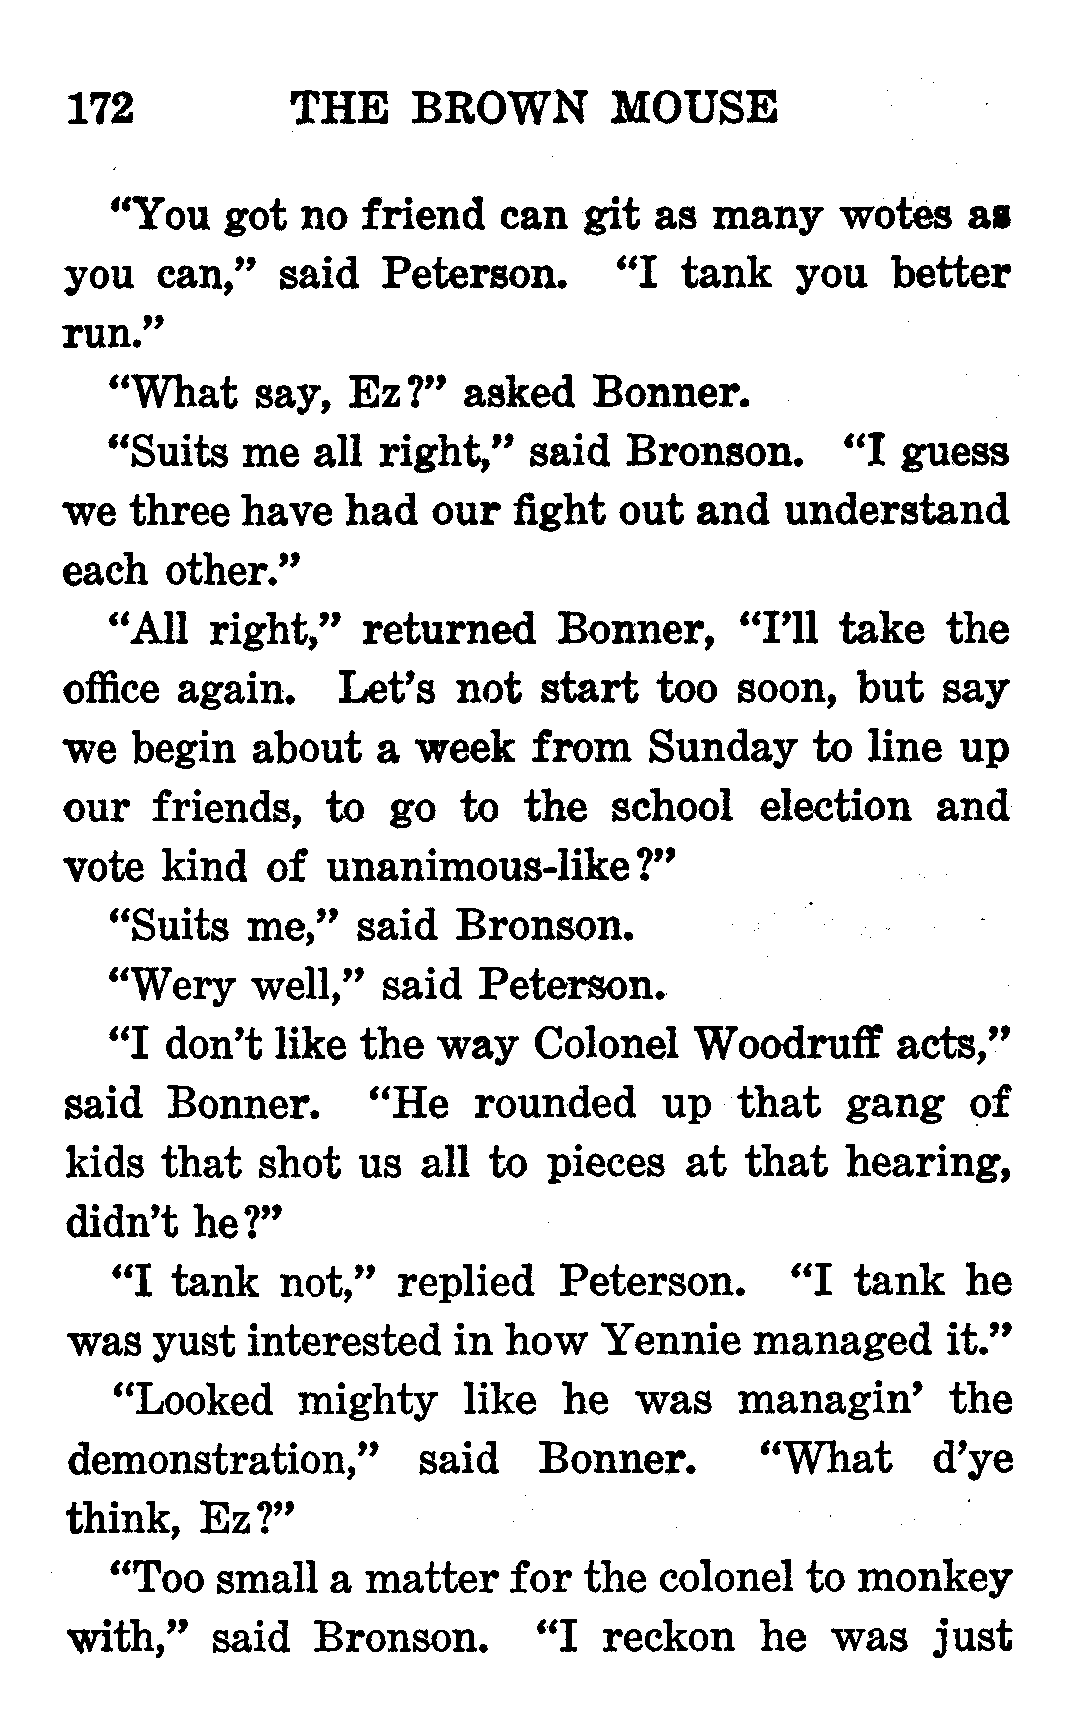 172 THE BROWN MOUSE
“You got no friend can git as many wotes as
you can,” said Peterson. “I tank you better
run.”
“What say, Ez?” asked Bonner.
“Suits me all right,” said Bronson. “I guess
we three have had our fight out and understand
each other.”
“All right,” returned Bonner, “I’ll take the
office again. Let’s not start too soon, but say
we begin about a week from Sunday to line up
our friends, to go to the school election and
vote kind of unanimous-like?”
“Suits me,” said Bronson.
“Wery well,” said Peterson.
“I don’t like the way Colonel Woodruff acts,”
said Bonner. “He rounded up that gang of
kids that shot us all to pieces at that hearing,
didn’t he?”
“I tank not,” replied Peterson. “I tank he
was yust interested in how Yennie managed it.”
“Looked mighty like he was managin’ the
demonstration,” said Bonner. “What d’ye
think, Ez?”
“Too small a matter for the colonel to monkey
with,” said Bronson. “I reckon he was just